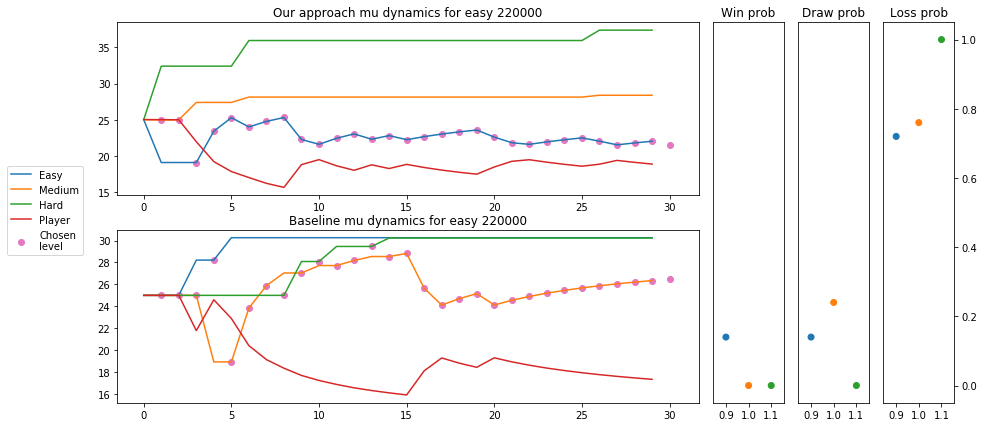 Our approach mu dynamics for easy 220000
Win prob
Draw prob
Loss prob
35
30
25
20
15
0
5
10
15
20
25
30
Easy
Medium
Hard
Player
Chosen
level
Baseline mu dynamics for easy 220000
30
28
26
24
22
20
18
16
0
5
10
15
20
25
30
0.9 1.0 1.1
0.9 1.0 1.1
0.9 1.0 1.1
1.0
0.8
0.6
0.4
0.2
0.0